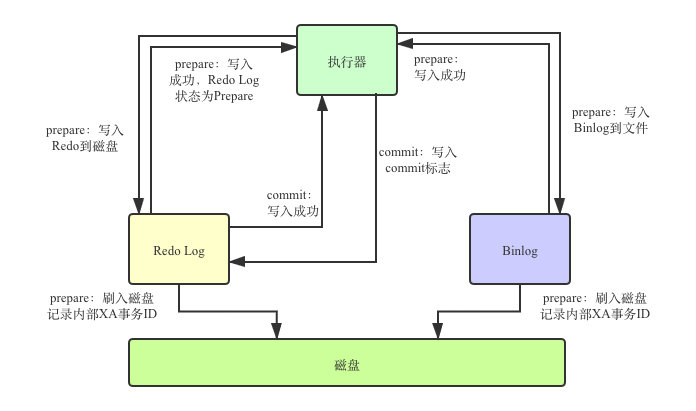 执行器
prepare：写入
成功，Redo Log
状态为Prepare
prepare：
写入成功
prepare：写入
Redo到磁盘
prepare：写入
Binlog到文件
commit：写入
commit标志
commit：
写入成功
Redo Log
Binlog
prepare：刷入磁盘
记录内部XA事务ID
prepare：刷入磁盘
记录内部XA事务ID
磁盘